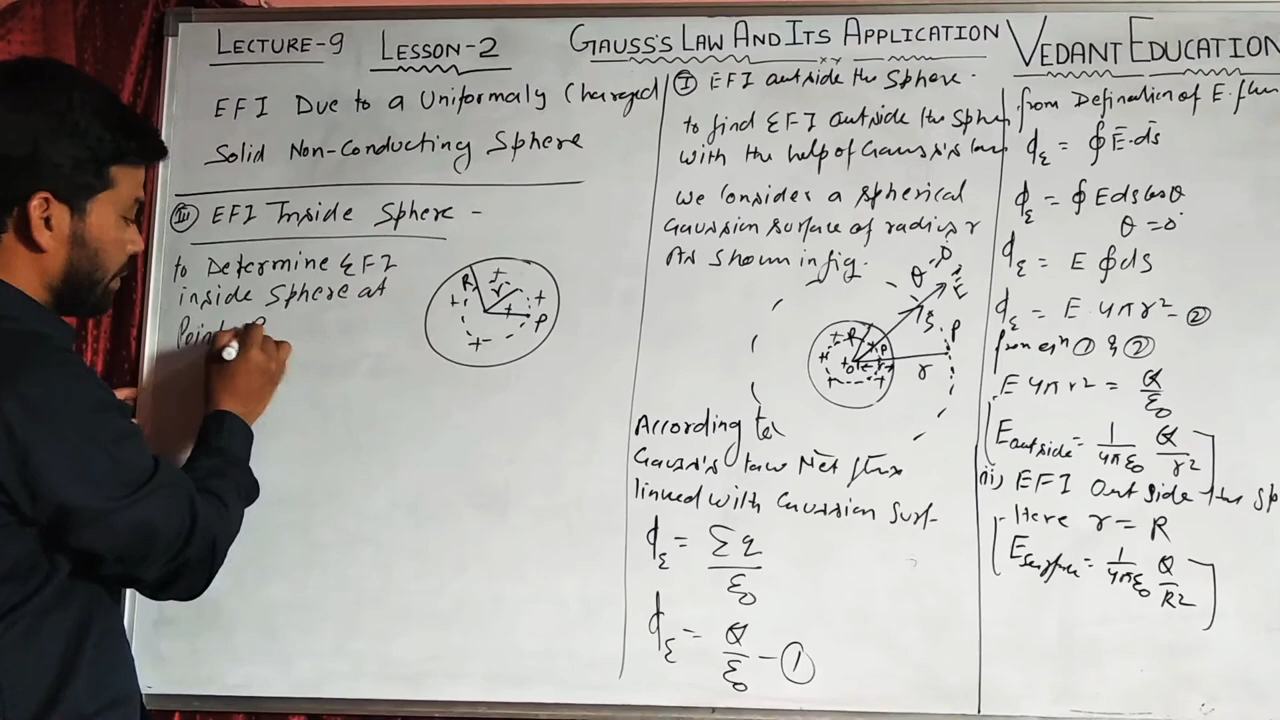 LECTURE-9 LESSON-2 GAUSS'S LAW AND ITS APPLICATION VEDANT EDUCATION
EFI Due to a Uniformaly Charged
Solid Non-Conducting Sphere
(III) EFI Inside Sphere -
to Determine EFI
inside Sphere at
Point
R r P
+ + + + +
(I) EFI outside the Sphere.
to find EFI outside the Sphere
with the help of Gauss's law
we Consider a spherical
Gaussian surface of radius r
As shown in fig.
R P r
According to
Gauss's law Net flux
linked with Gaussian Surf-
ϕE = Σq/ε0
ϕE = Q/ε0 - (1)
from Defination of E. flux
ϕE = ∮ E⃗.ds⃗
ϕE = ∮ E ds cosθ
θ = 0°
ϕE = E ∮ ds
ϕE = E 4πr² - (2)
from eqn (1) & (2)
E 4πr² = Q/ε0
[Eoutside = 1/4πε0 Q/r²]
(ii) EFI Out side the Sp
Here r = R
[Esurface = 1/4πε0 Q/R²]